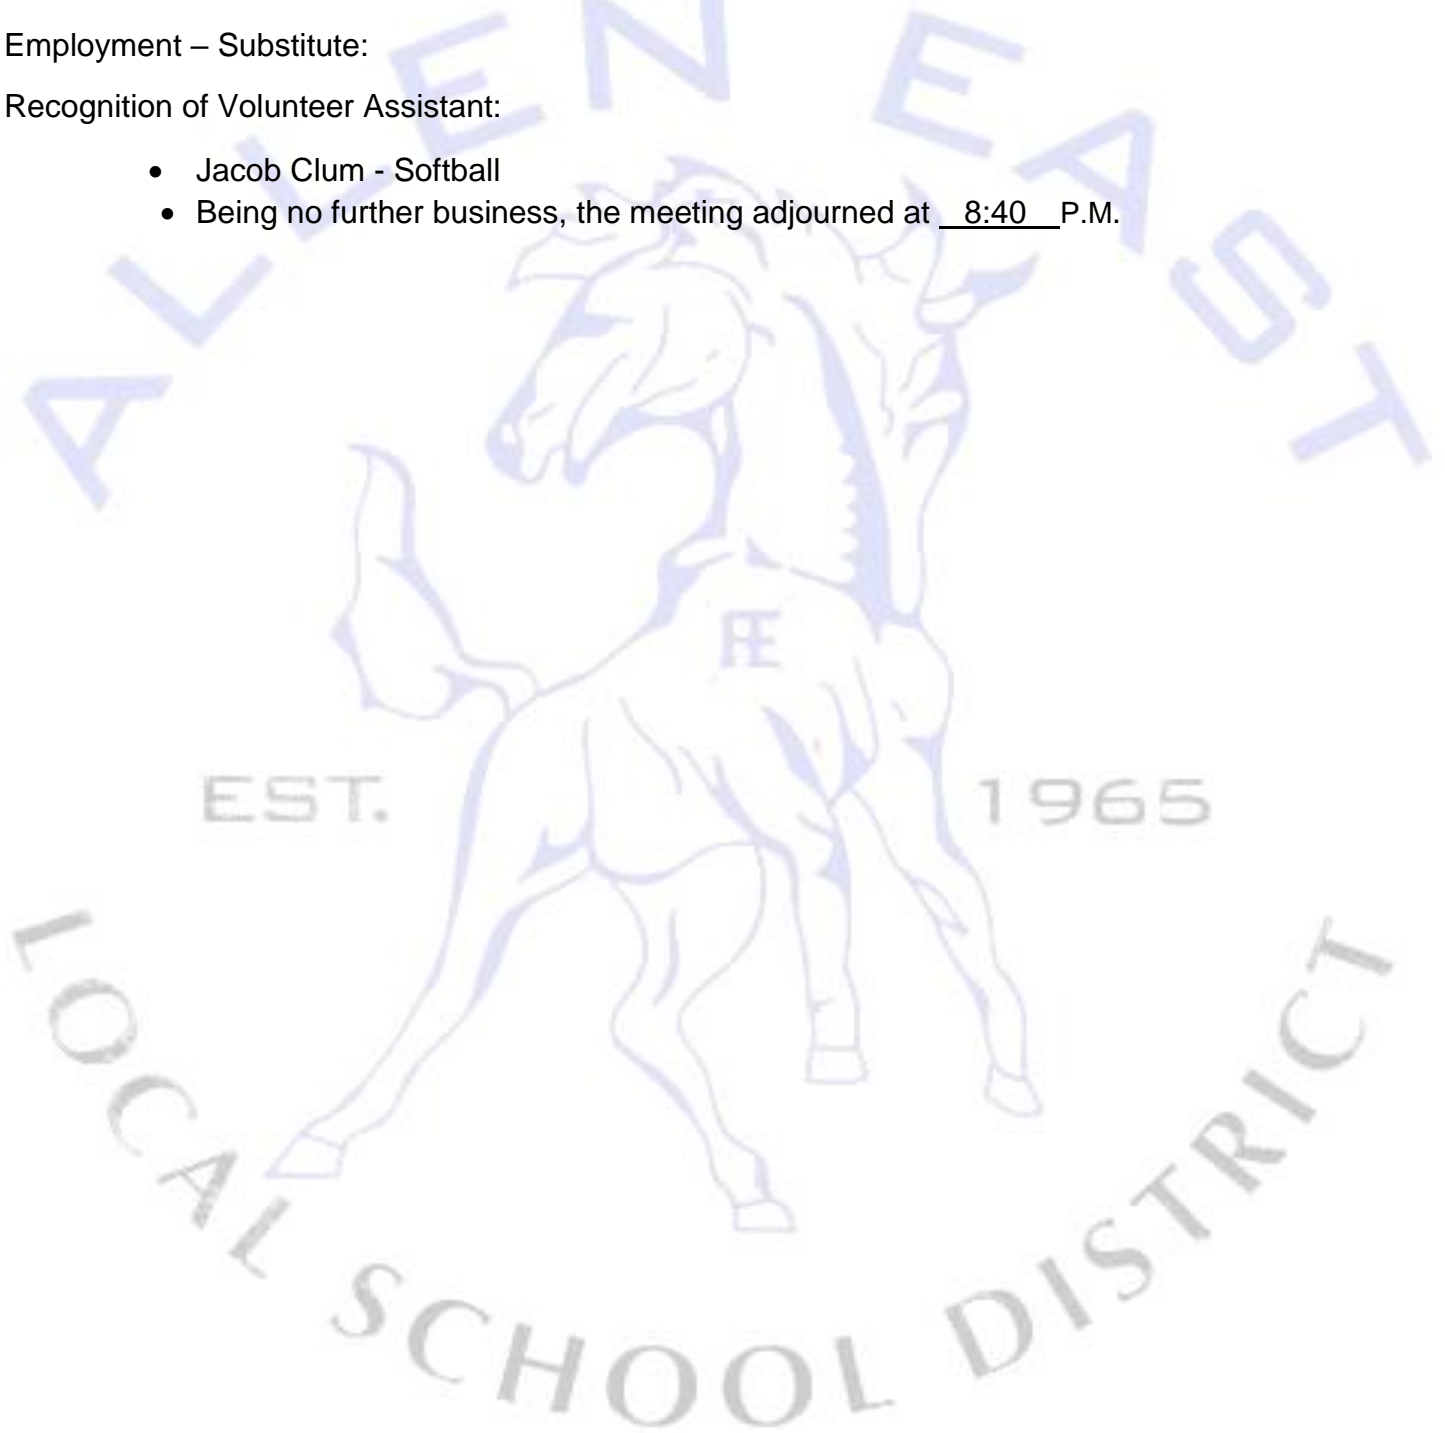 Employment – Substitute:
Recognition of Volunteer Assistant:
• Jacob Clum - Softball
• Being no further business, the meeting adjourned at 8:40 P.M.
ALLEN EAST
Æ
EST. 1965
LOCAL SCHOOL DISTRICT